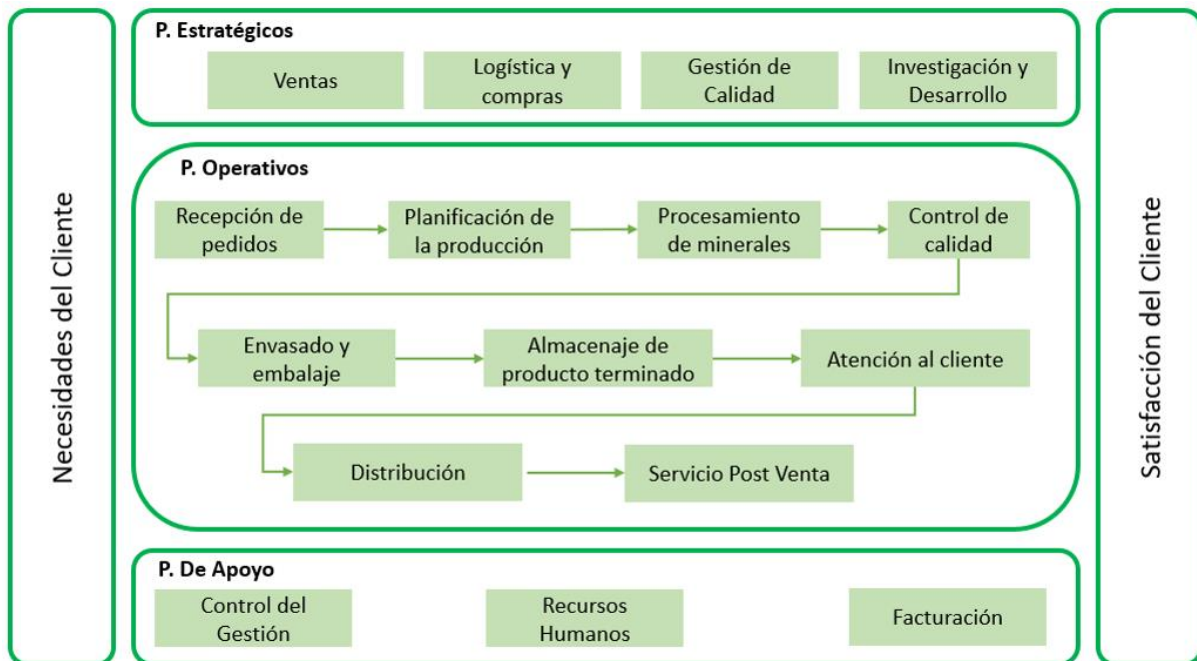 Necesidades del Cliente
P. Estratégicos
Ventas
Logística y
compras
Gestión de
Calidad
Investigación y
Desarrollo
P. Operativos
Recepción de
pedidos
Planificación de
la producción
Procesamiento
de minerales
Control de
calidad
Envasado y
embalaje
Almacenaje de
producto terminado
Atención al cliente
Distribución
Servicio Post Venta
P. De Apoyo
Control del
Gestión
Recursos
Humanos
Facturación
Satisfacción del Cliente